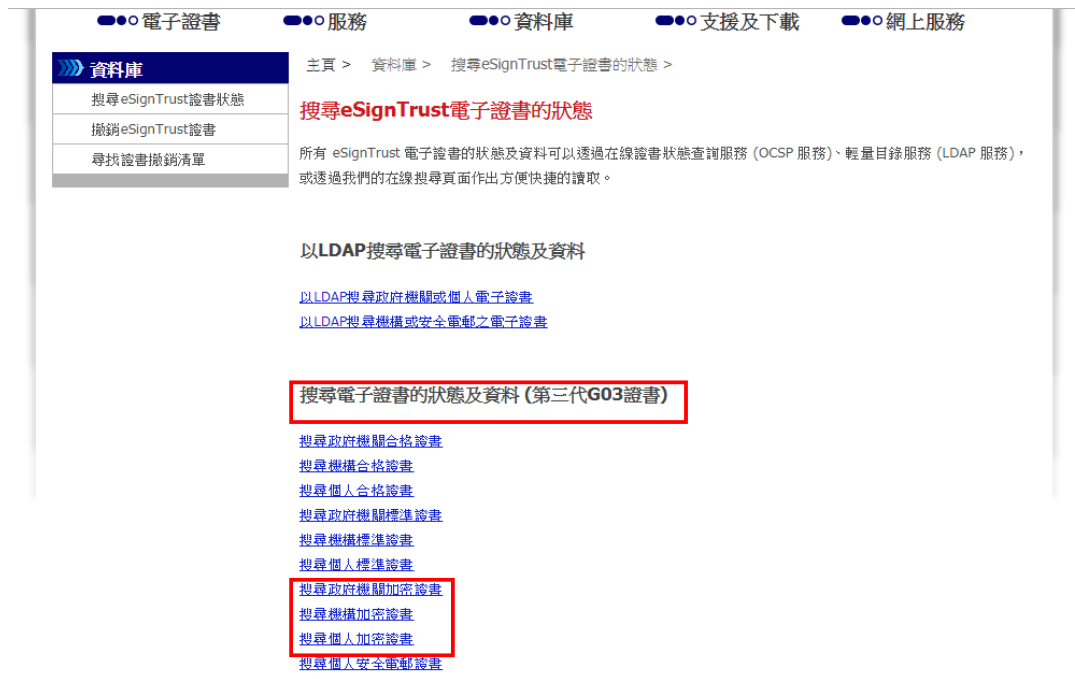 電子證書 服務 資料庫 支援及下載 網上服務
資料庫
搜尋eSignTrust證書狀態
撤銷eSignTrust證書
尋找證書撤銷清單
主頁 > 資料庫 > 搜尋eSignTrust電子證書的狀態 >
搜尋eSignTrust電子證書的狀態
所有 eSignTrust 電子證書的狀態及資料可以透過在線證書狀態查詢服務 (OCSP 服務)、輕量目錄服務 (LDAP 服務)，
或透過我們的在線搜尋頁面作出方便快捷的讀取。
以LDAP搜尋電子證書的狀態及資料
以LDAP搜尋政府機關或個人電子證書
以LDAP搜尋機構或安全電郵之電子證書
搜尋電子證書的狀態及資料 (第三代G03證書)
搜尋政府機關合格證書
搜尋機構合格證書
搜尋個人合格證書
搜尋政府機關標準證書
搜尋機構標準證書
搜尋個人標準證書
搜尋政府機關加密證書
搜尋機構加密證書
搜尋個人加密證書
搜尋個人安全電郵證書